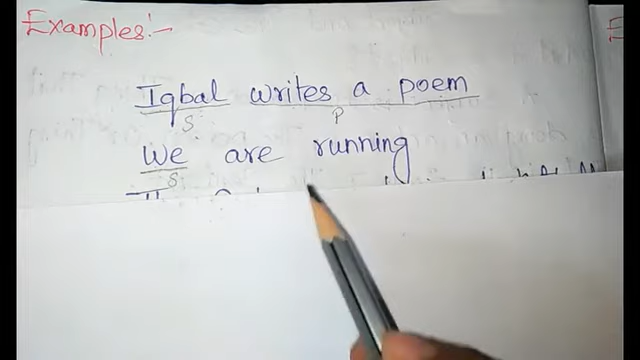 Examples:-
Iqbal writes a poem
S P
We are running
S